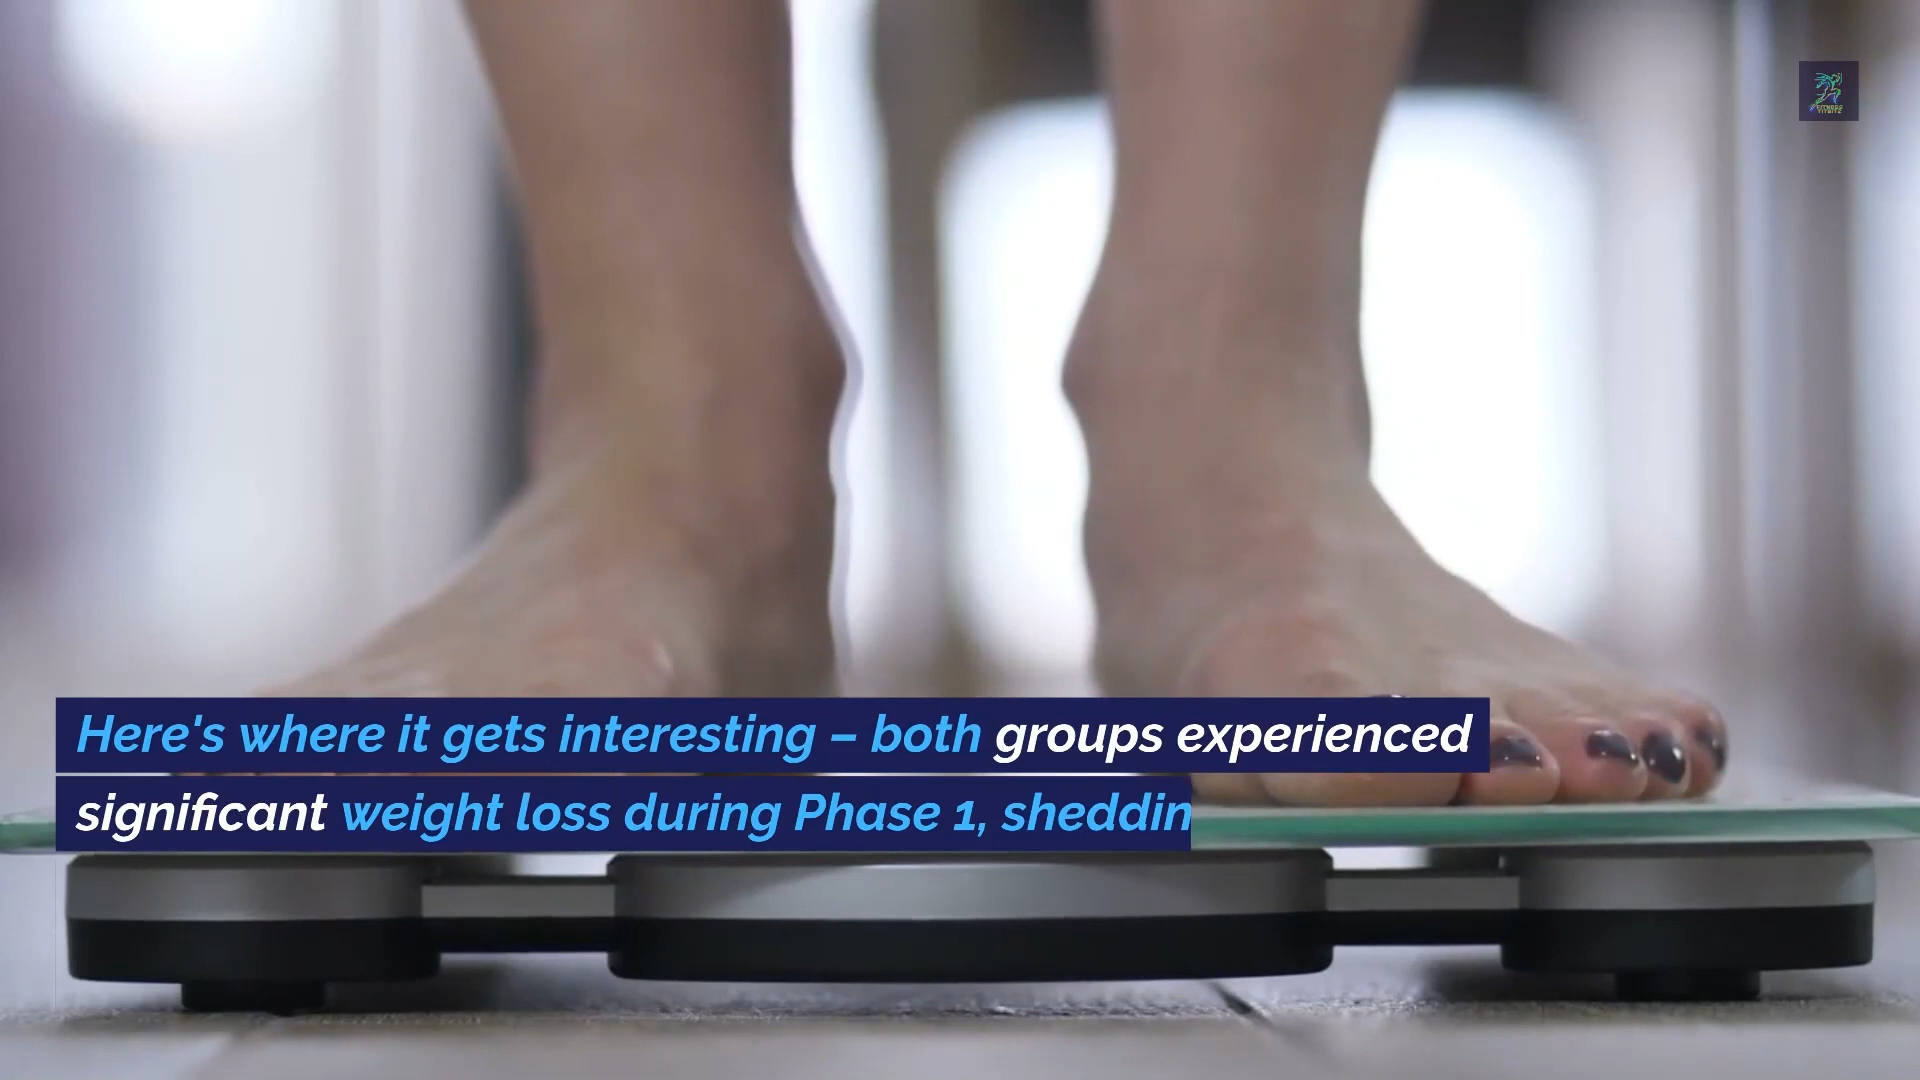 Here's where it gets interesting – both groups experienced
significant weight loss during Phase 1, sheddin